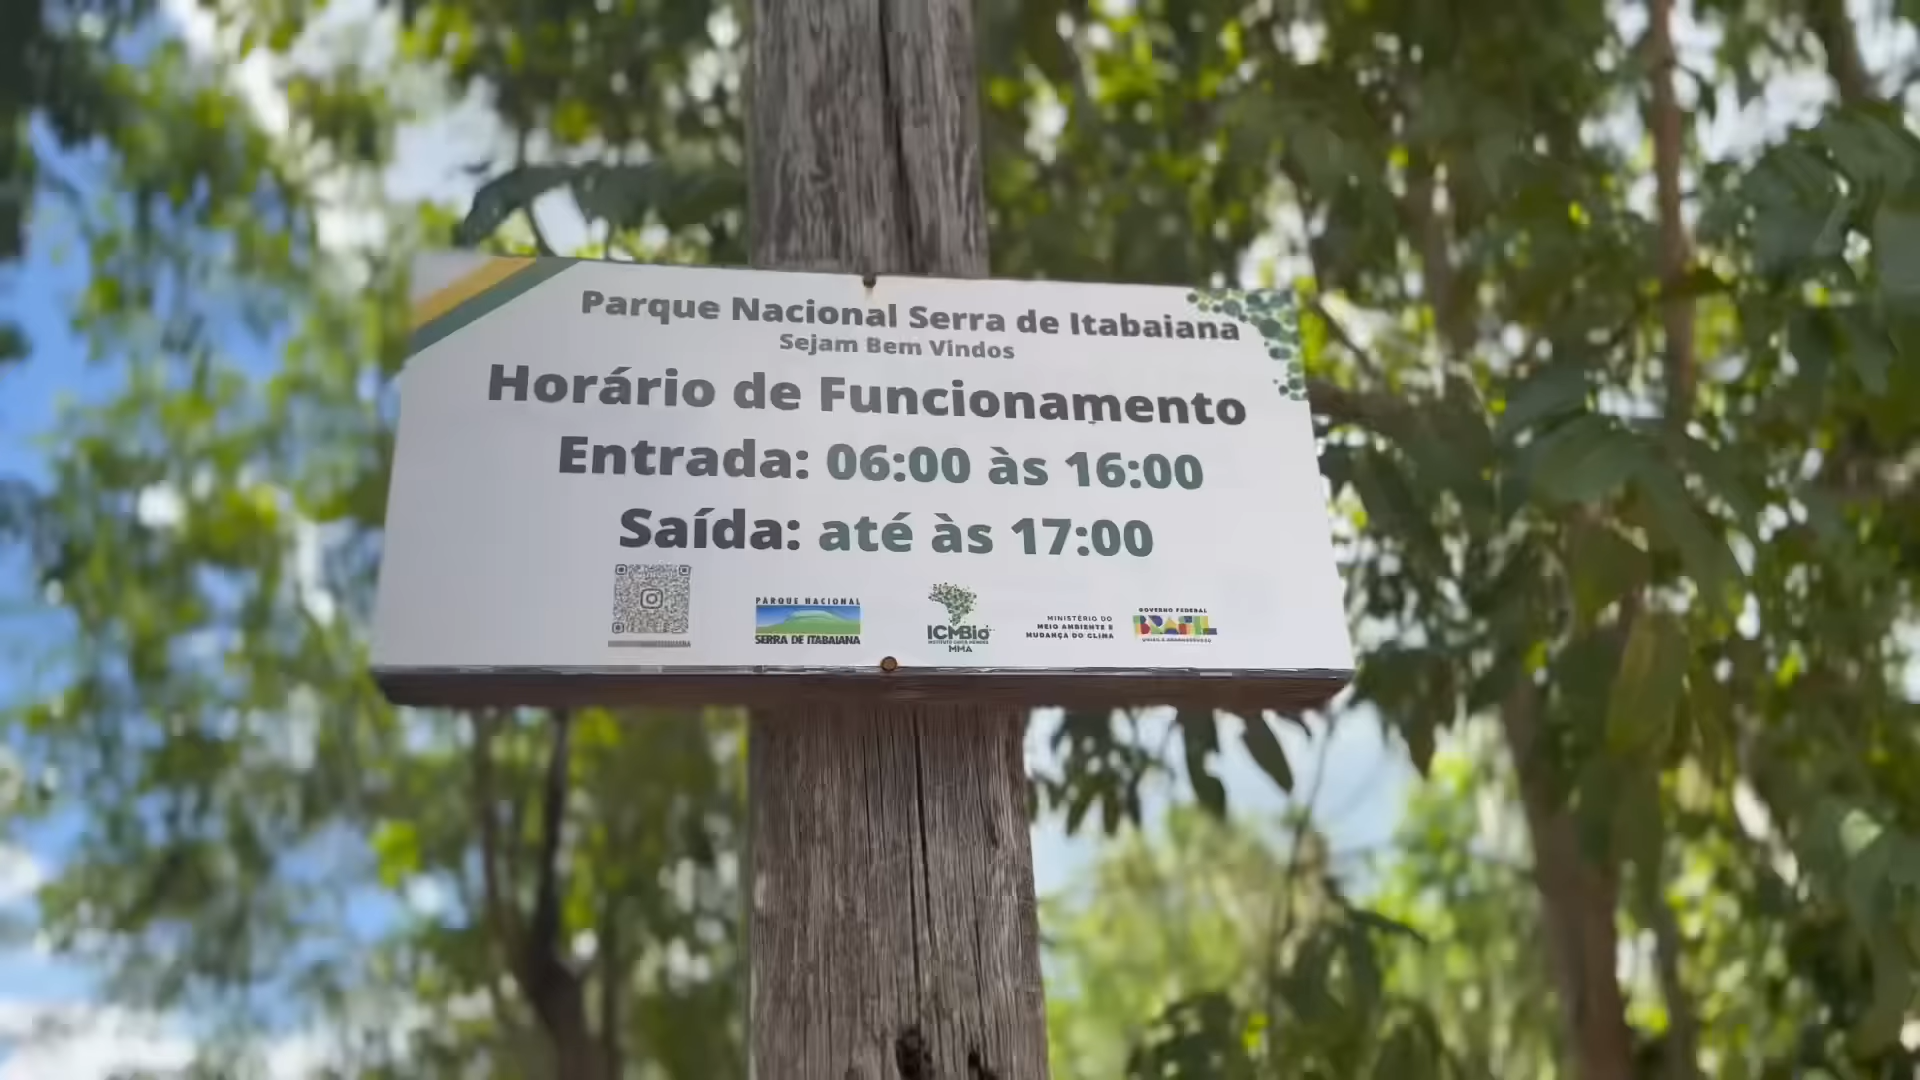 Parque Nacional Serra de Itabaiana
Sejam Bem Vindos
Horário de Funcionamento
Entrada: 06:00 às 16:00
Saída: até às 17:00
PARQUE NACIONAL
SERRA DE ITABAIANA
ICMBio
MMA
MINISTÉRIO DO
MEIO AMBIENTE E
MUDANÇA DO CLIMA
GOVERNO FEDERAL
BRASIL